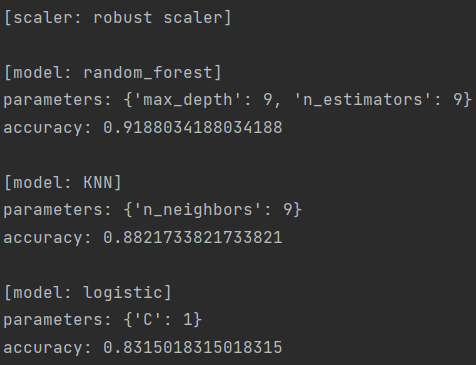 [scaler: robust scaler]
[model: random_forest]
parameters: {'max_depth': 9, 'n_estimators': 9}
accuracy: 0.9188034188034188
[model: KNN]
parameters: {'n_neighbors': 9}
accuracy: 0.8821733821733821
[model: logistic]
parameters: {'C': 1}
accuracy: 0.8315018315018315